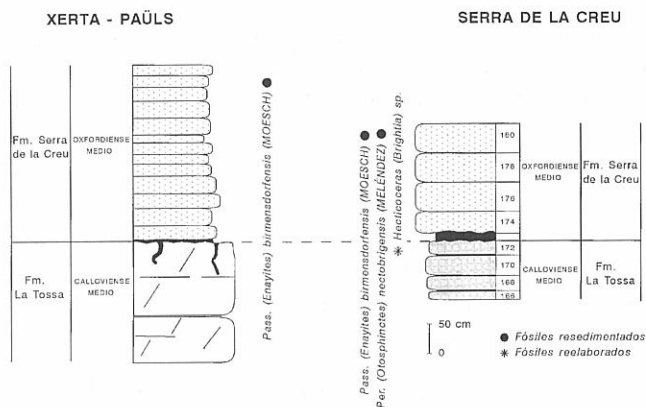 XERTA - PAÜLS
Fm. Serra
de la Creu
OXFORDIENSE
MEDIO
Fm.
La Tossa
CALLOVIENSE
MEDIO
Pass. (Enayites) birmensdorfensis (MOESCH)
SERRA DE LA CREU
Pass. (Enayites) birmensdorfensis (MOESCH)
Per. (Otosphinctes) nectobrigensis (MELÉNDEZ)
Hecticoceras (Brightia) sp.
180
178
176
174
172
170
168
166
OXFORDIENSE
MEDIO
Fm. Serra
de la Creu
CALLOVIENSE
MEDIO
Fm.
La Tossa
50 cm
0
Fósiles resedimentados
Fósiles reelaborados